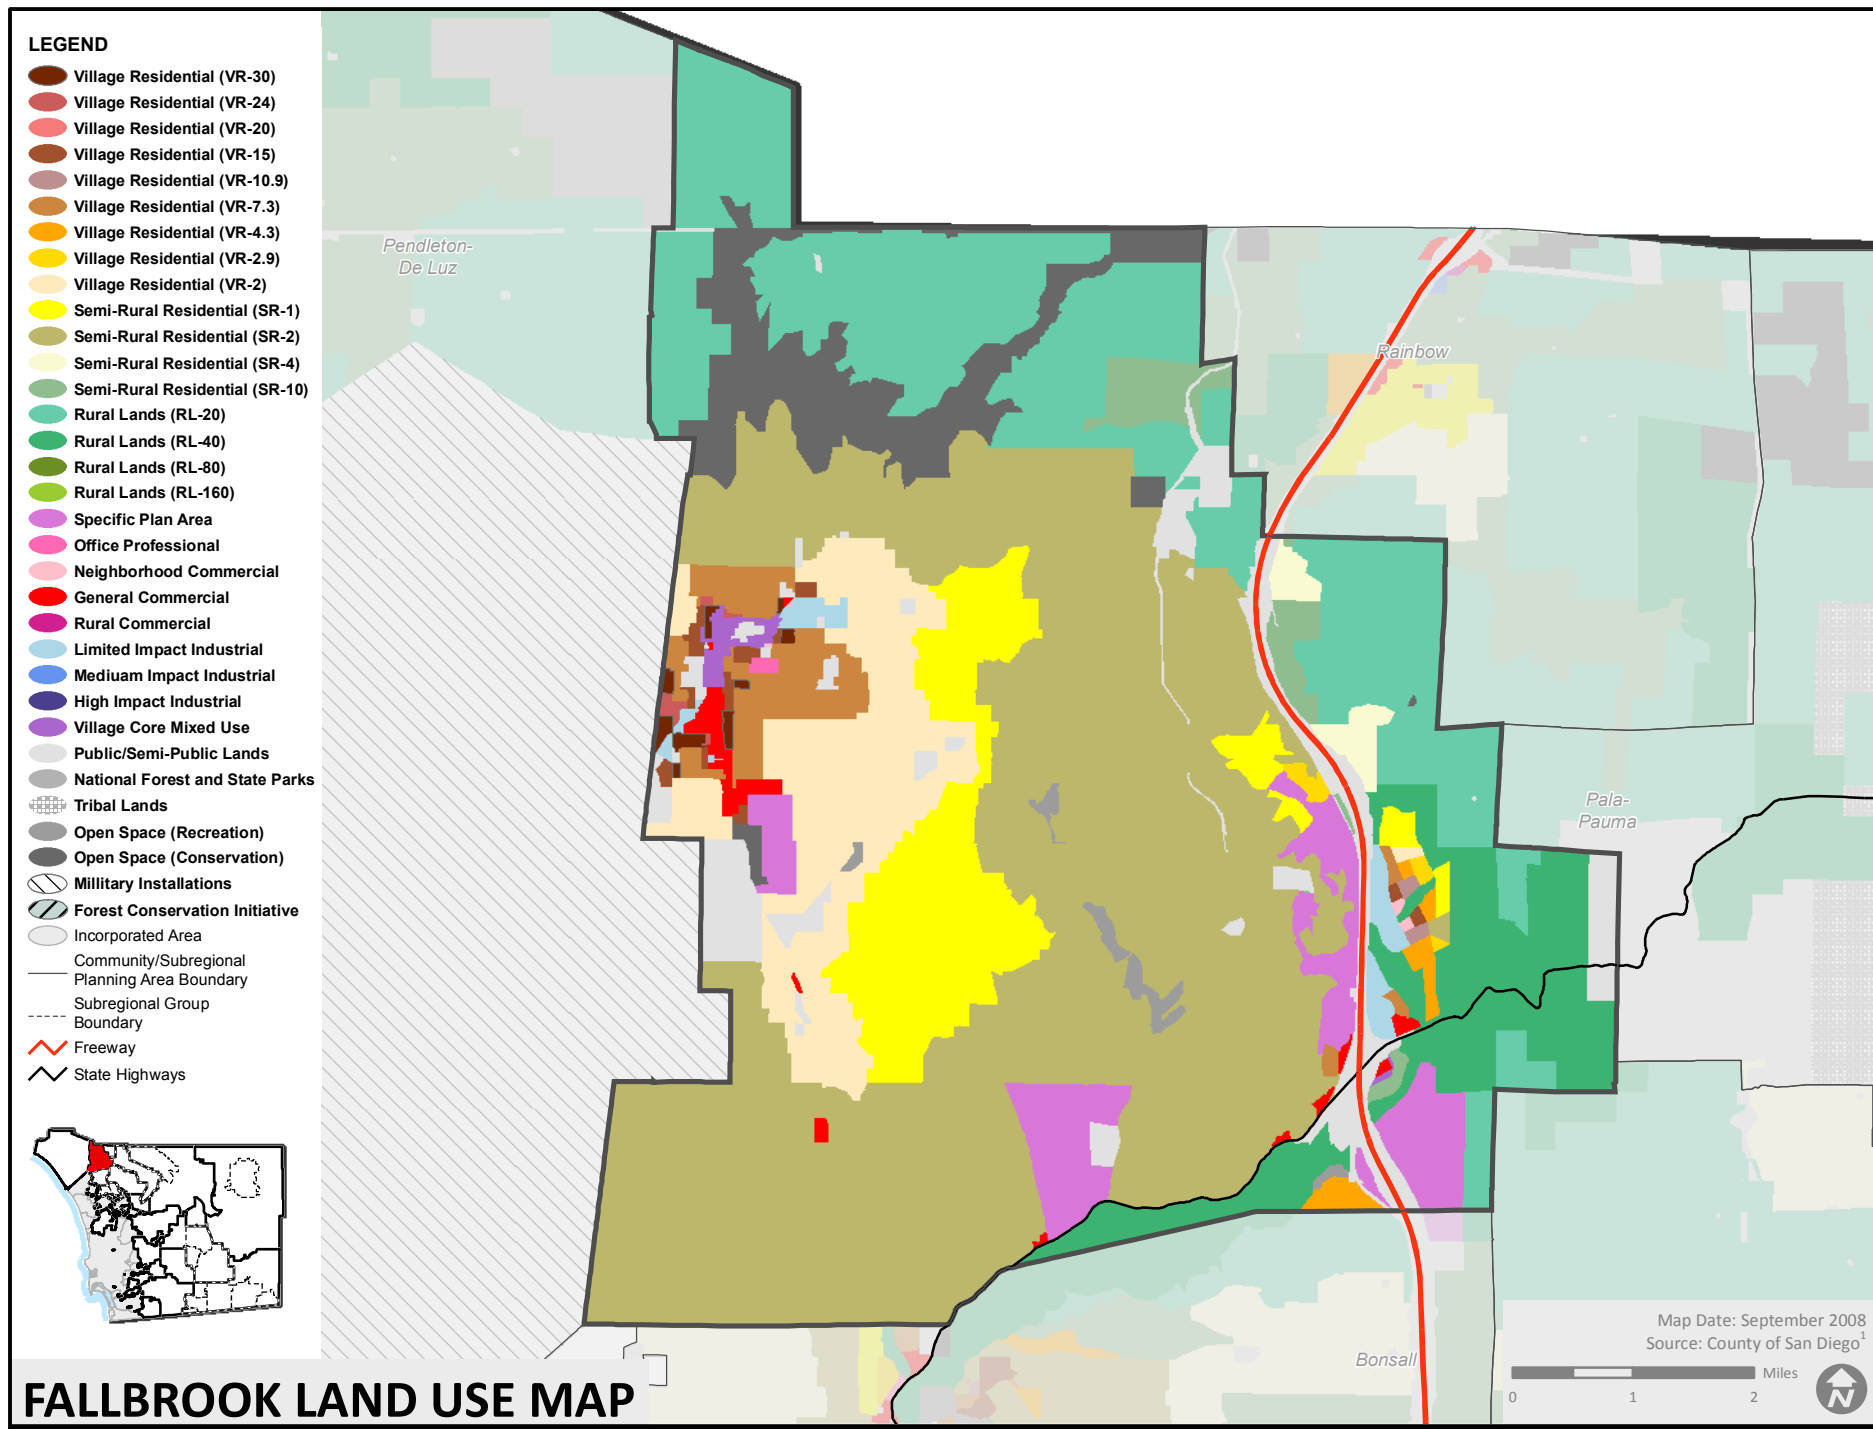 LEGEND
Village Residential (VR-30)
Village Residential (VR-24)
Village Residential (VR-20)
Village Residential (VR-15)
Village Residential (VR-10.9)
Village Residential (VR-7.3)
Village Residential (VR-4.3)
Village Residential (VR-2.9)
Village Residential (VR-2)
Semi-Rural Residential (SR-1)
Semi-Rural Residential (SR-2)
Semi-Rural Residential (SR-4)
Semi-Rural Residential (SR-10)
Rural Lands (RL-20)
Rural Lands (RL-40)
Rural Lands (RL-80)
Rural Lands (RL-160)
Specific Plan Area
Office Professional
Neighborhood Commercial
General Commercial
Rural Commercial
Limited Impact Industrial
Mediuam Impact Industrial
High Impact Industrial
Village Core Mixed Use
Public/Semi-Public Lands
National Forest and State Parks
Tribal Lands
Open Space (Recreation)
Open Space (Conservation)
Millitary Installations
Forest Conservation Initiative
Incorporated Area
Community/Subregional
Planning Area Boundary
Subregional Group
Boundary
Freeway
State Highways
Pendleton-
De Luz
Rainbow
Pala-
Pauma
Bonsall
Map Date: September 2008
Source: County of San Diego1
Miles
0 1 2
N
FALLBROOK LAND USE MAP